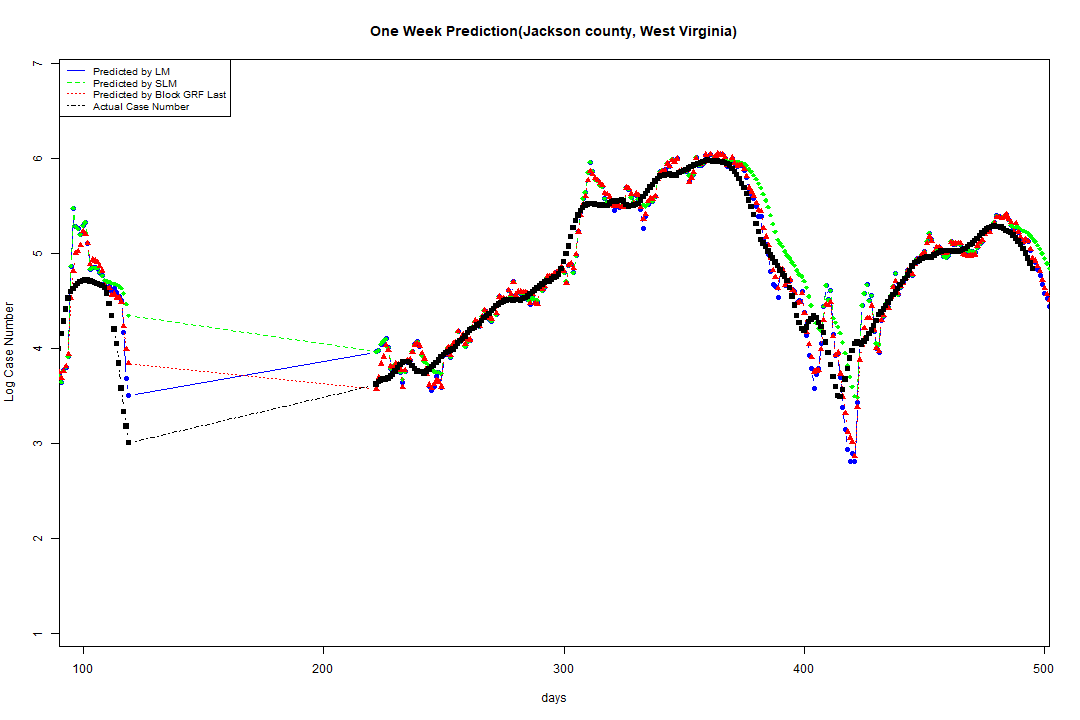 One Week Prediction(Jackson county, West Virginia)
7
Predicted by LM
Predicted by SLM
Predicted by Block GRF Last
Actual Case Number
6
5
4
3
2
1
Log Case Number
100 200 300 400 500
days